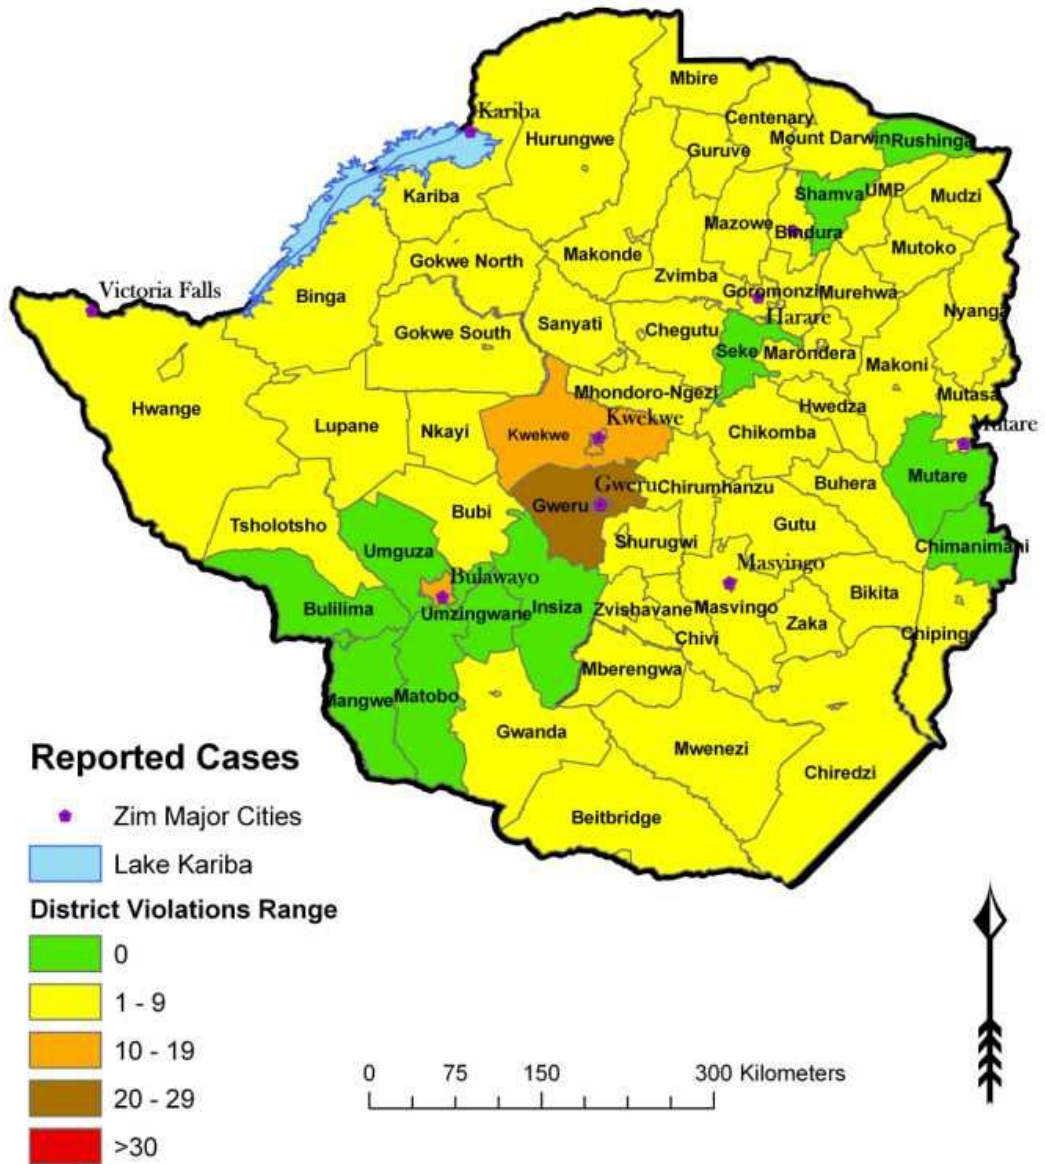 Mbire
Kariba
Centenary
Hurungwe
Mount Darwin
Rushinga
Guruve
Kariba
Shamva
UMP
Mudzi
Mazowe
Bindura
Mutoko
Makonde
Gokwe North
Zvimba
Victoria Falls
Binga
Goromonzi
Murehwa
Nyanga
Harare
Sanyati
Chegutu
Gokwe South
Seke
Marondera
Makoni
Mhondoro-Ngezi
Mutasa
Hwange
Hwedza
Kwekwe
Mutare
Lupane
Nkayi
Kwekwe
Chikomba
Mutare
Gweru
Chirumhanzu
Buhera
Gweru
Bubi
Tsholotsho
Gutu
Shurugwi
Chimanimani
Umguza
Masvingo
Bulawayo
Bikita
Bulilima
Umzingwane
Insiza
Zvishavane
Masvingo
Zaka
Chivi
Chipinge
Mberengwa
Mangwe
Matobo
Gwanda
Mwenezi
Chiredzi
Beitbridge
Reported Cases
Zim Major Cities
Lake Kariba
District Violations Range
0
1 - 9
10 - 19
20 - 29
>30
0 75 150 300 Kilometers